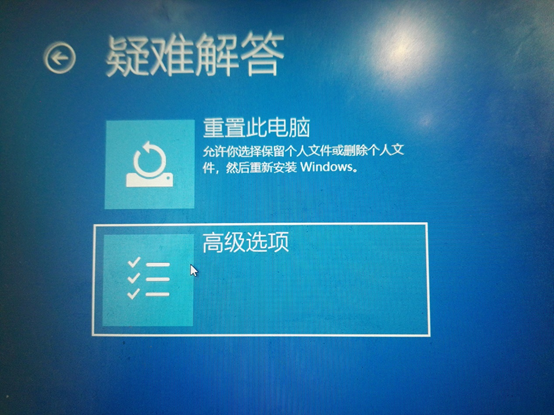 疑难解答
重置此电脑
允许你选择保留个人文件或删除个人文
件，然后重新安装 Windows。
高级选项